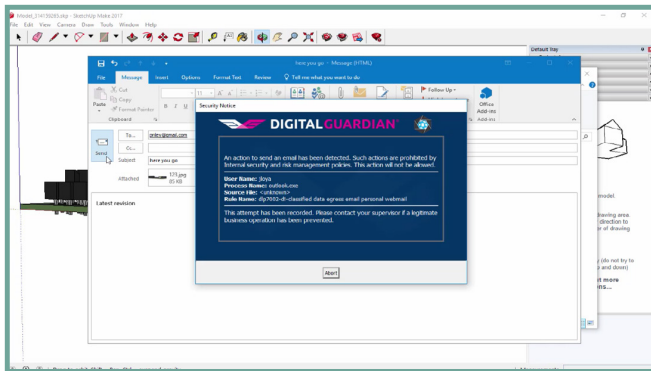 Model_314159265.skp - SketchUp Make 2017
File Edit View Camera Draw Tools Window Help
Default Tray
here you go - Message (HTML)
File Message Insert Options Format Text Review Tell me what you want to do
Cut
Copy
Format Painter
Paste
Clipboard
B I U
Follow Up
Office
Add-ins
Add-ins
Send
To...
Cc...
Subject here you go
Attached 123.jpg
85 KB
Latest revision
Security Notice
DIGITALGUARDIAN
An action to send an email has been detected. Such actions are prohibited by
Internal security and risk management policies. This action will not be allowed.
User Name: jloya
Process Name: outlook.exe
Source File: <unknown>
Rule Name: dlp7002-dt-classified data egress email personal webmail
This attempt has been recorded. Please contact your supervisor if a legitimate
business operation has been prevented.
Abort
model
drawing area
direction to
er of drawing
(do not try to
and down)